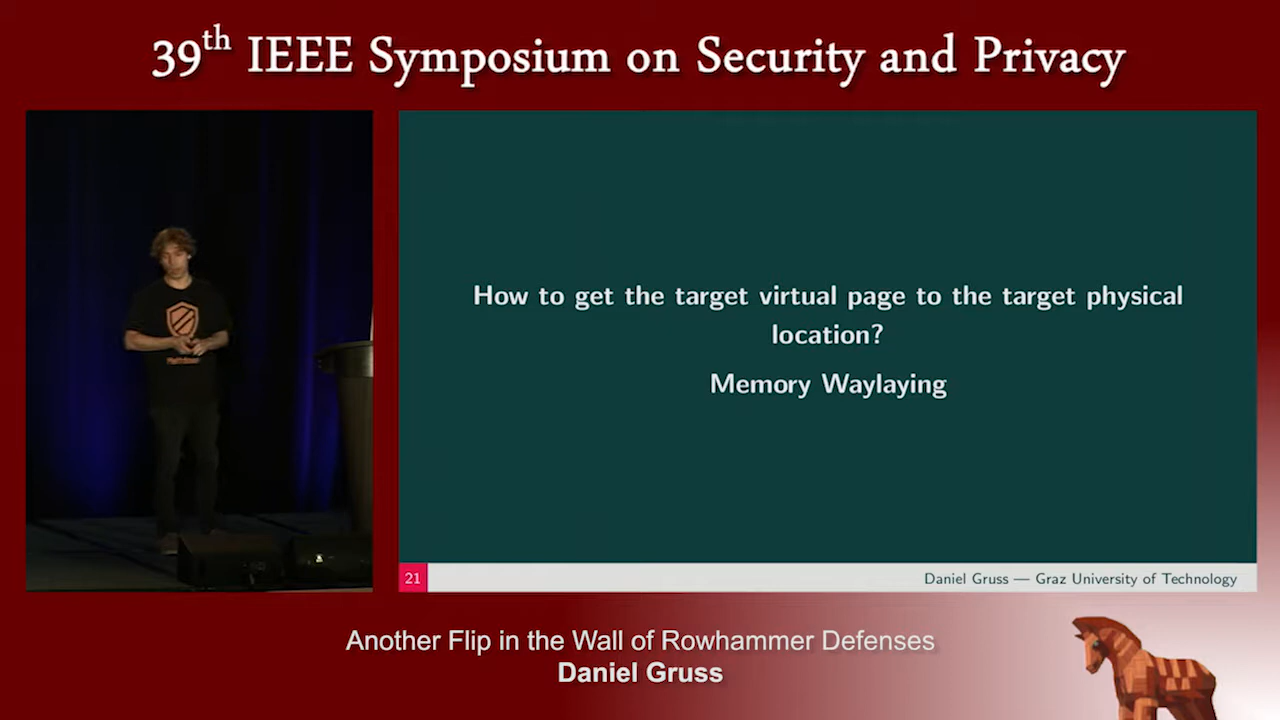 39th IEEE Symposium on Security and Privacy
How to get the target virtual page to the target physical
location?
Memory Waylaying
21
Daniel Gruss — Graz University of Technology
Another Flip in the Wall of Rowhammer Defenses
Daniel Gruss